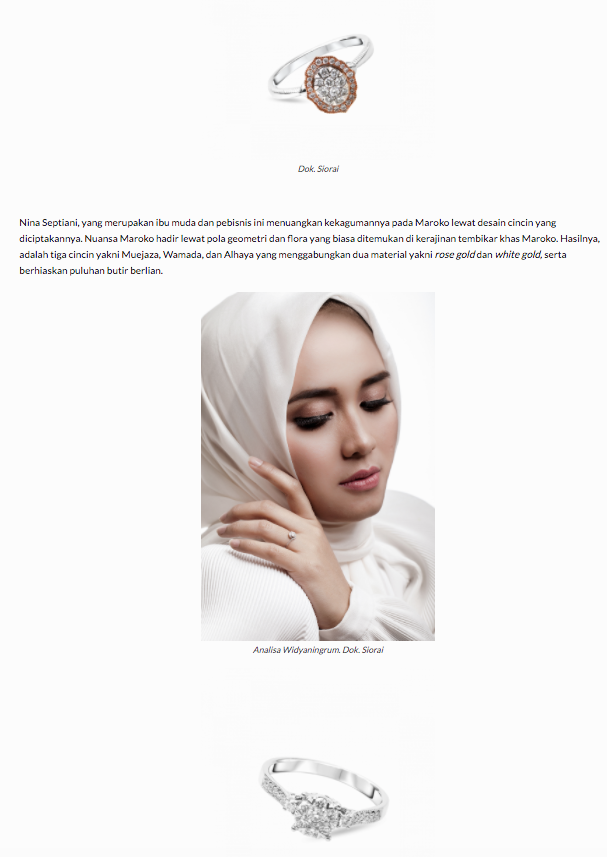 Dok. Siorai
Nina Septiani, yang merupakan ibu muda dan pebisnis ini menuangkan kekagumannya pada Maroko lewat desain cincin yang
diciptakannya. Nuansa Maroko hadir lewat pola geometri dan flora yang biasa ditemukan di kerajinan tembikar khas Maroko. Hasilnya,
adalah tiga cincin yakni Muejaza, Wamada, dan Alhaya yang menggabungkan dua material yakni rose gold dan white gold, serta
berhiaskan puluhan butir berlian.
Analisa Widyaningrum. Dok. Siorai